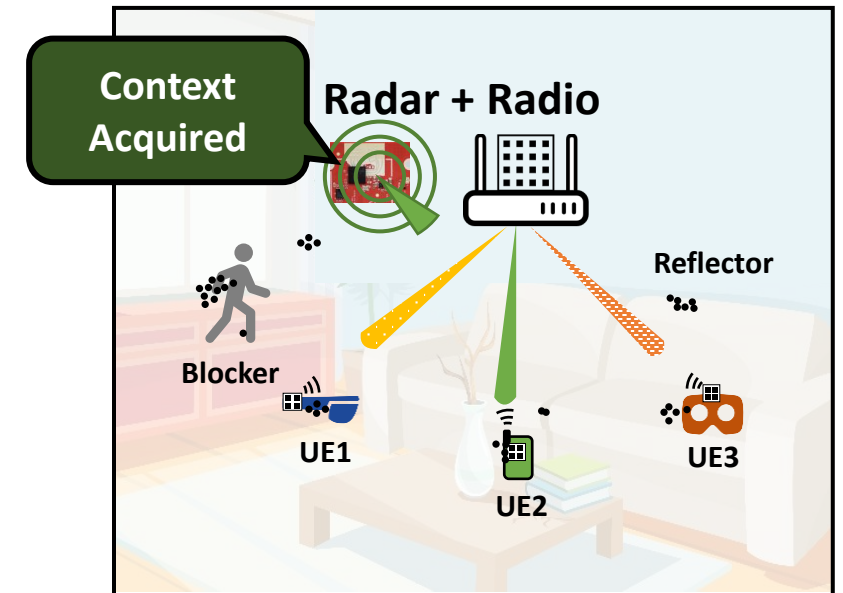 Context
Acquired
Radar + Radio
Reflector
Blocker
UE1
UE2
UE3